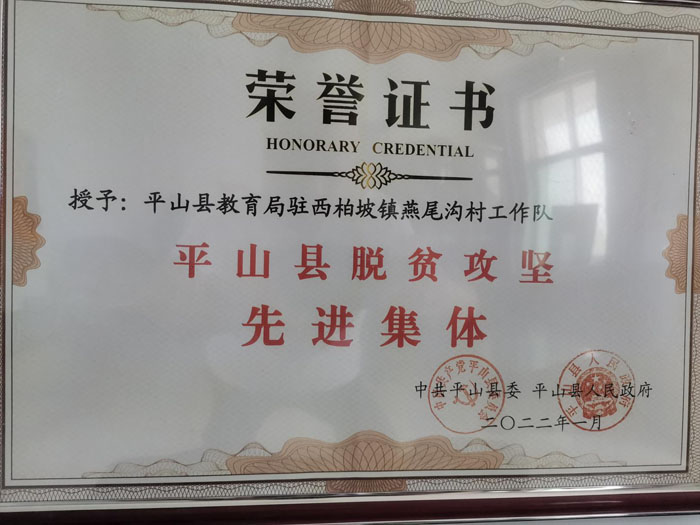 荣誉证书
HONORARY CREDENTIAL
授予：平山县教育局驻西柏坡镇燕尾沟村工作队
平山县脱贫攻坚
先进集体
中共平山县委 平山县人民政府
二〇二二年一月